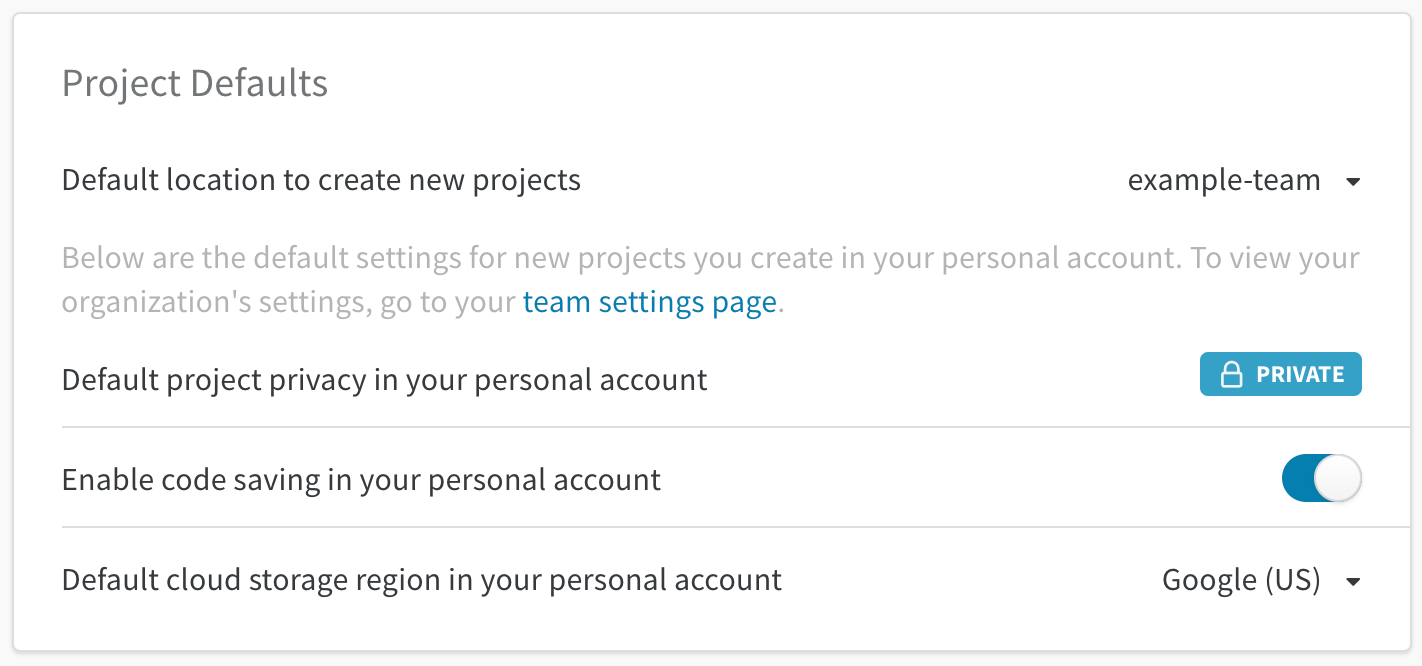 Project Defaults
Default location to create new projects example-team
Below are the default settings for new projects you create in your personal account. To view your
organization's settings, go to your team settings page.
Default project privacy in your personal account PRIVATE
Enable code saving in your personal account
Default cloud storage region in your personal account Google (US)